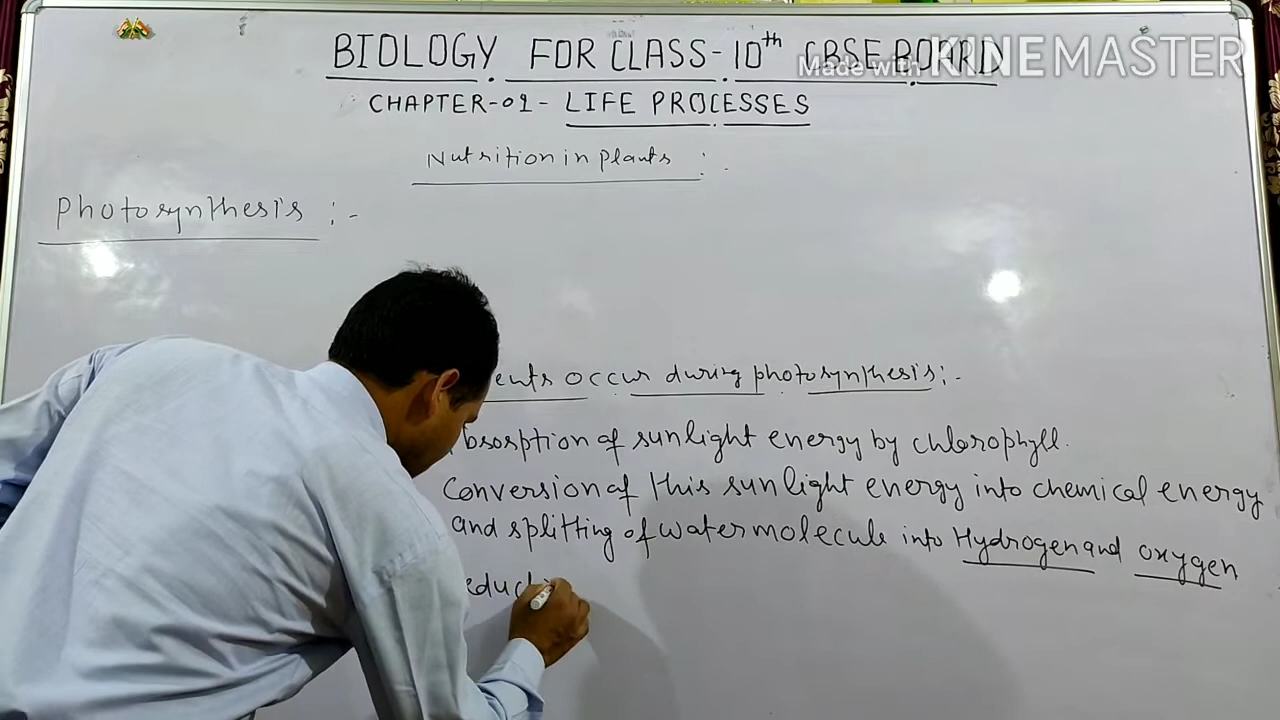 BIOLOGY FOR CLASS-10th CBSE BOARD
Made with KINEMASTER
CHAPTER-01- LIFE PROCESSES
Nutrition in Plants :-
Photosynthesis :-
ents occur during photosynthesis :-
bsorption of sunlight energy by chlorophyll.
Conversion of this sunlight energy into chemical energy
and splitting of water molecule into Hydrogen and oxygen
educti